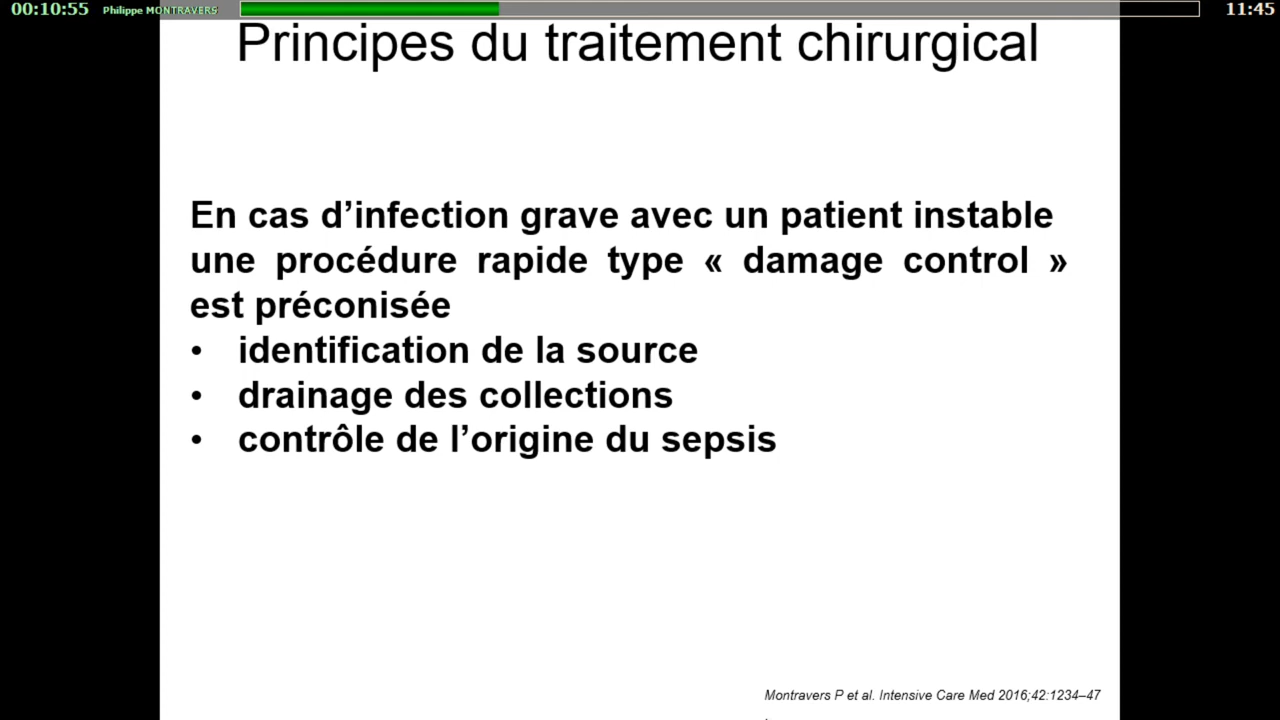 00:10:55 Philippe MONTRAVERS 11:45
Principes du traitement chirurgical
En cas d’infection grave avec un patient instable
une procédure rapide type « damage control »
est préconisée
• identification de la source
• drainage des collections
• contrôle de l’origine du sepsis
Montravers P et al. Intensive Care Med 2016;42:1234–47